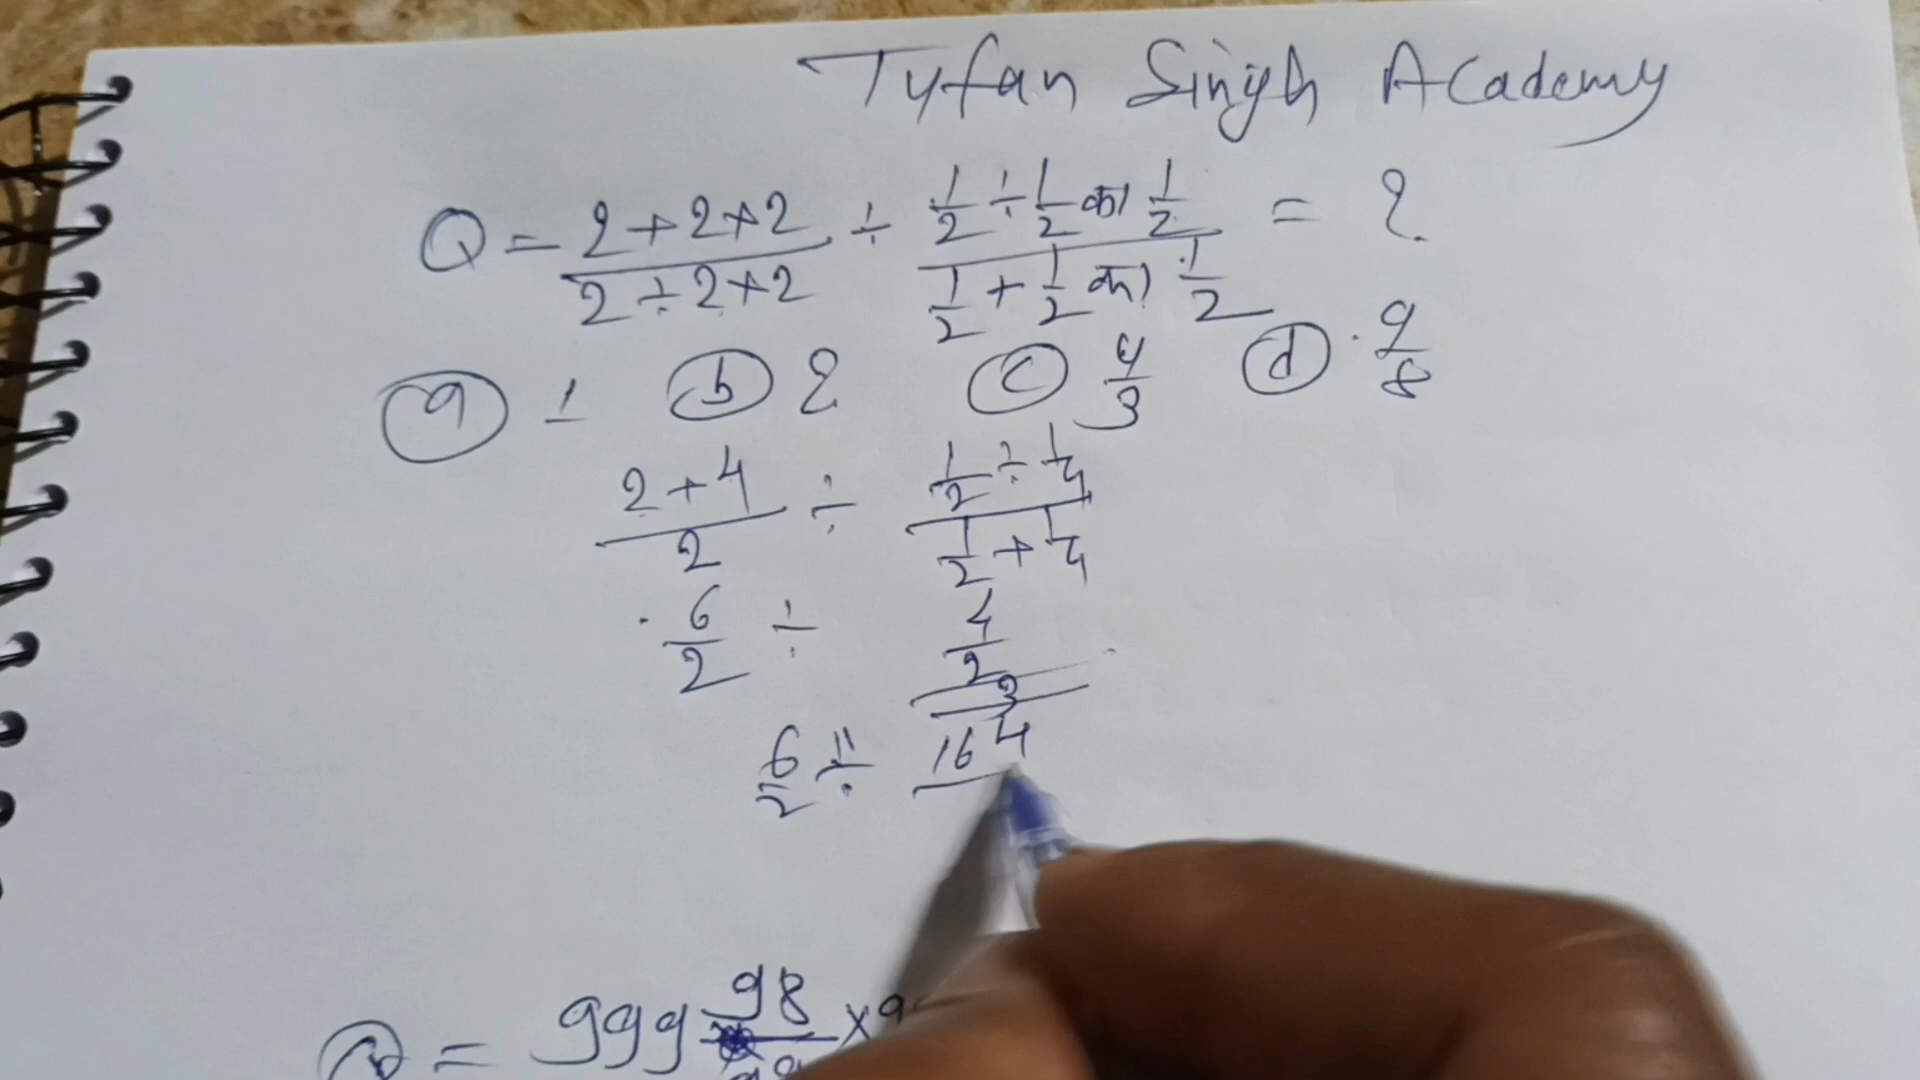 Tyfan Singh Academy
Q = (2+2×2)/(2÷2×2) ÷ (1/2 ÷ 1/2 का 1/2)/(1/2 + 1/2 का 1/2) = ?
a 1 b 2 c 4/3 d 9/8
(2+4)/2 ÷ (1/2 ÷ 1/4)/(1/2 + 1/4)
6/2 ÷ (4/2)/(3/4)
6/2 ÷ 16
= 999 98/99 ×